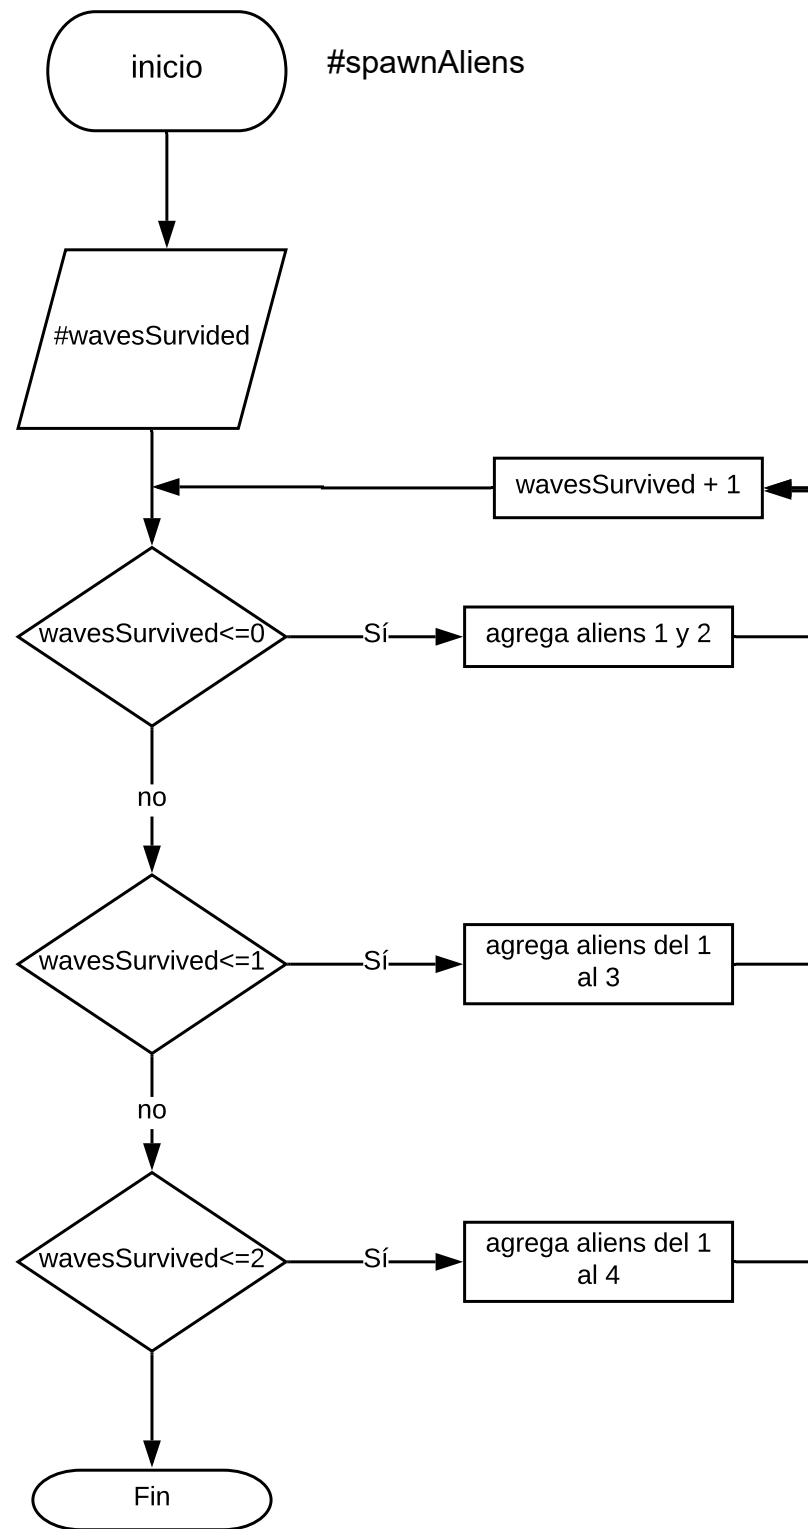 inicio
#spawnAliens
#wavesSurvided
wavesSurvived + 1
wavesSurvived<=0
Sí
agrega aliens 1 y 2
no
wavesSurvived<=1
Sí
agrega aliens del 1
al 3
no
wavesSurvived<=2
Sí
agrega aliens del 1
al 4
Fin